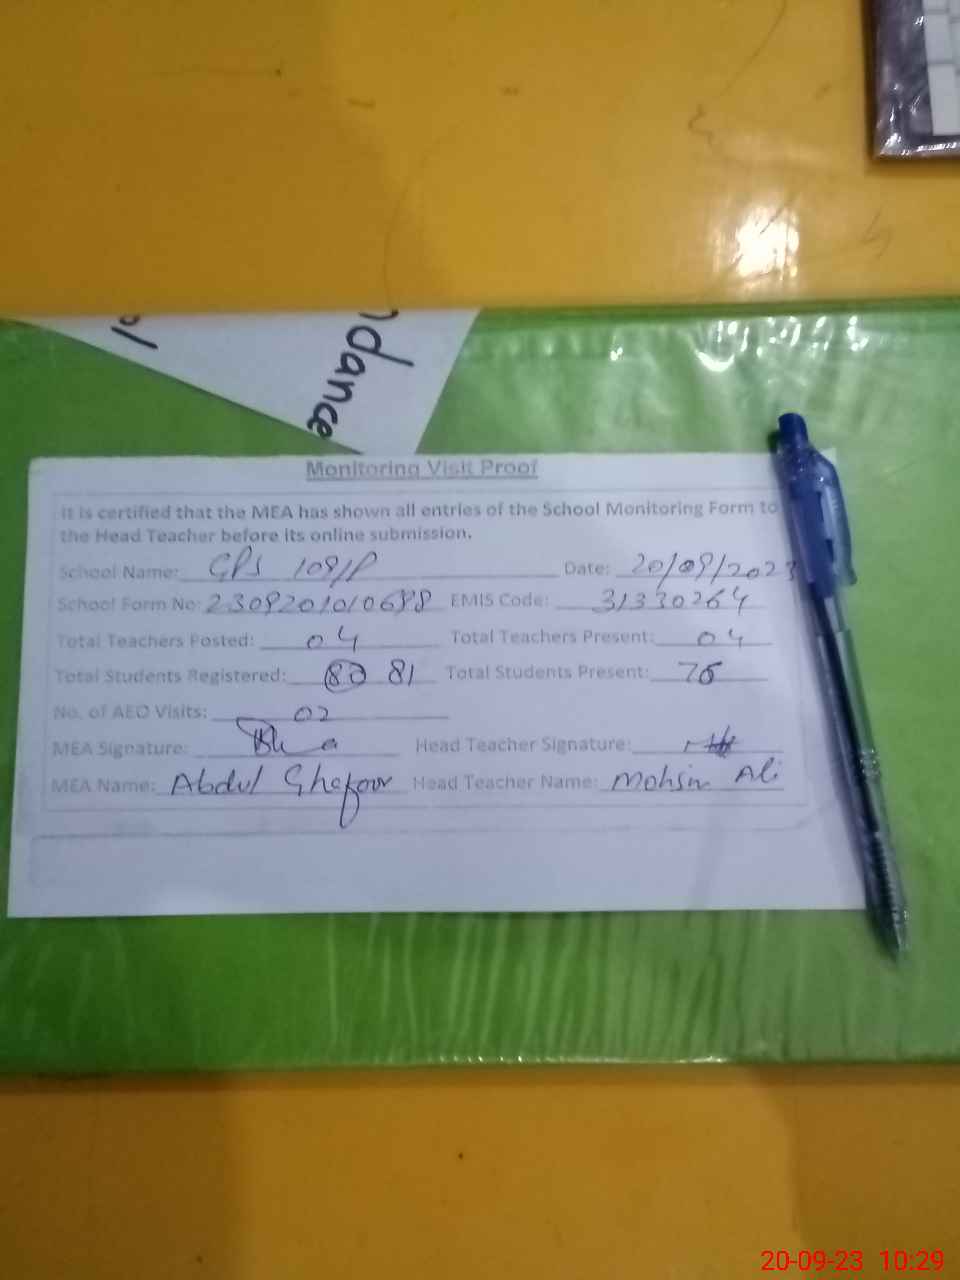 ol
ndance
Monitoring Visit Proof
It is certified that the MEA has shown all entries of the School Monitoring Form to
the Head Teacher before its online submission.
School Name: GPS 109/P Date: 20/09/2023
School Form No: EMIS Code: 31330264
Total Teachers Posted: 04 Total Teachers Present: 04
Total Students Registered: 80 81 Total Students Present:
No. of AEO Visits: 02
MEA Signature: Head Teacher Signature:
MEA Name: Abdul Ghafoor Head Teacher Name: Mohsin Ali
20-09-23 10:29